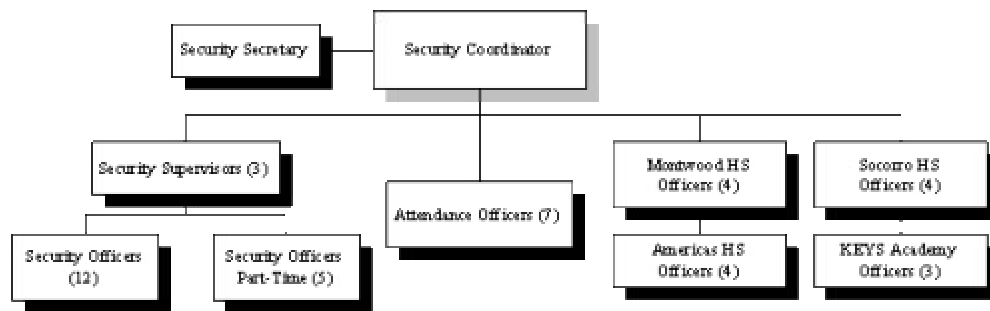 Security Secretary
Security Coordinator
Security Supervisors (3)
Attendance Officers (7)
Montwood HS
Officers (4)
Socorro HS
Officers (4)
Security Officers
(12)
Security Officers
Part-Time (5)
Americas HS
Officers (4)
KEYS Academy
Officers (3)